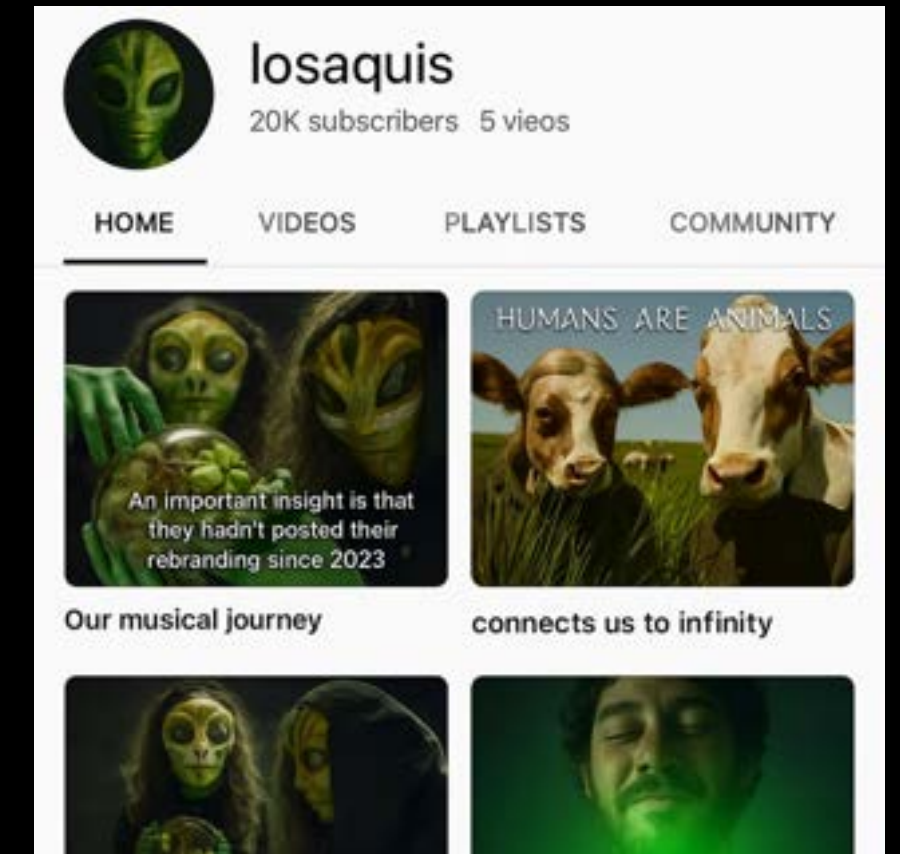 losaquis
20K subscribers 5 vieos
HOME VIDEOS PLAYLISTS COMMUNITY
An important insight is that
they hadn't posted their
rebranding since 2023
HUMANS ARE ANIMALS
Our musical journey
connects us to infinity